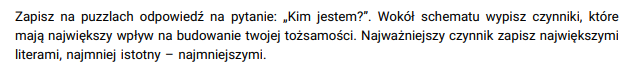 Zapisz na puzzlach odpowiedź na pytanie: „Kim jestem?”. Wokół schematu wypisz czynniki, które
mają największy wpływ na budowanie twojej tożsamości. Najważniejszy czynnik zapisz największymi
literami, najmniej istotny – najmniejszymi.